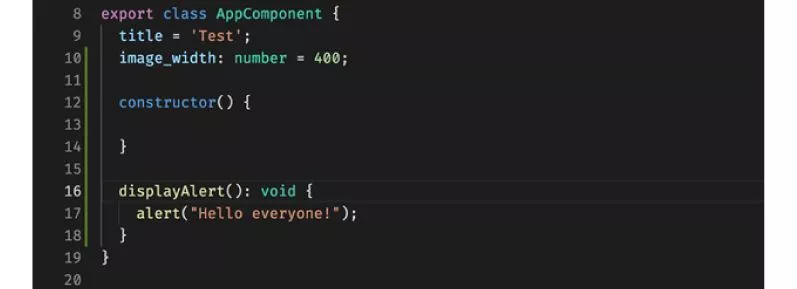 8 export class AppComponent {
9 title = 'Test';
10 image_width: number = 400;
11
12 constructor() {
13
14 }
15
16 displayAlert(): void {
17 alert("Hello everyone!");
18 }
19 }
20